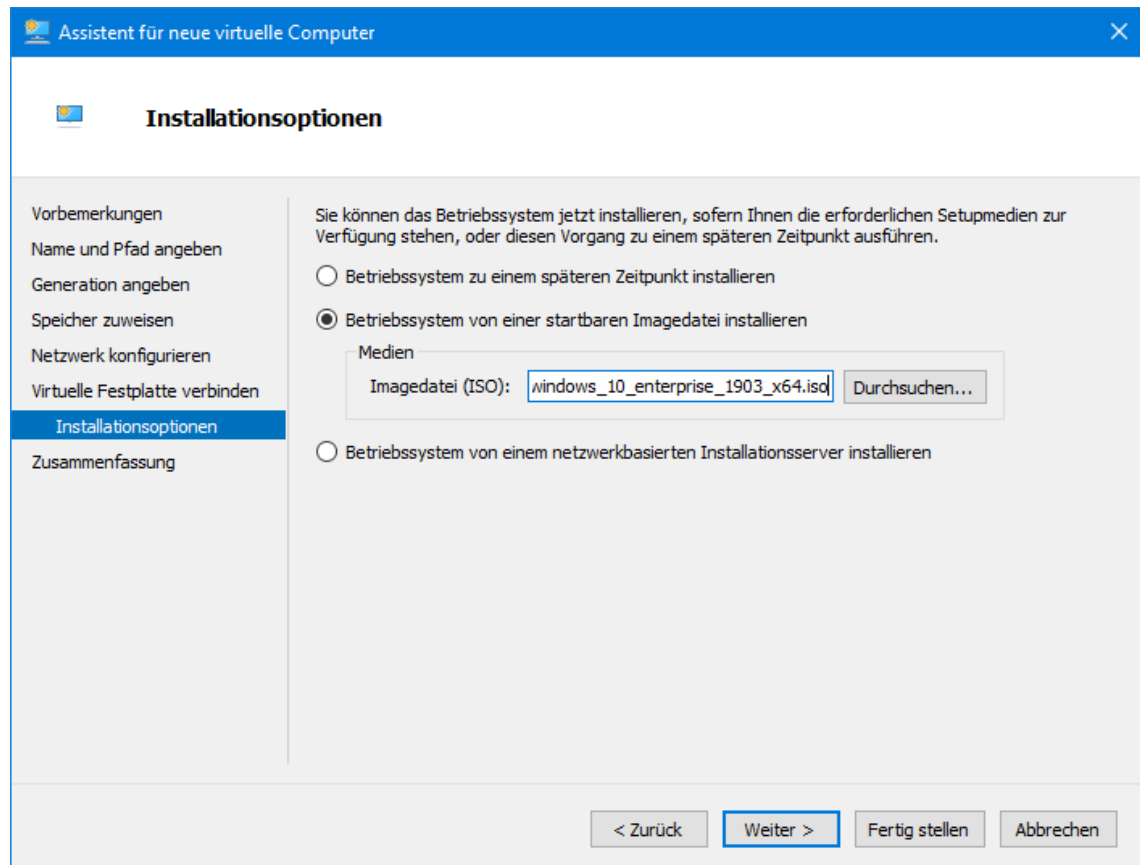 Assistent für neue virtuelle Computer
Installationsoptionen
Vorbemerkungen
Name und Pfad angeben
Generation angeben
Speicher zuweisen
Netzwerk konfigurieren
Virtuelle Festplatte verbinden
Installationsoptionen
Zusammenfassung
Sie können das Betriebssystem jetzt installieren, sofern Ihnen die erforderlichen Setupmedien zur
Verfügung stehen, oder diesen Vorgang zu einem späteren Zeitpunkt ausführen.
Betriebssystem zu einem späteren Zeitpunkt installieren
Betriebssystem von einer startbaren Imagedatei installieren
Medien
Imagedatei (ISO): windows_10_enterprise_1903_x64.iso Durchsuchen...
Betriebssystem von einem netzwerkbasierten Installationsserver installieren
< Zurück Weiter > Fertig stellen Abbrechen